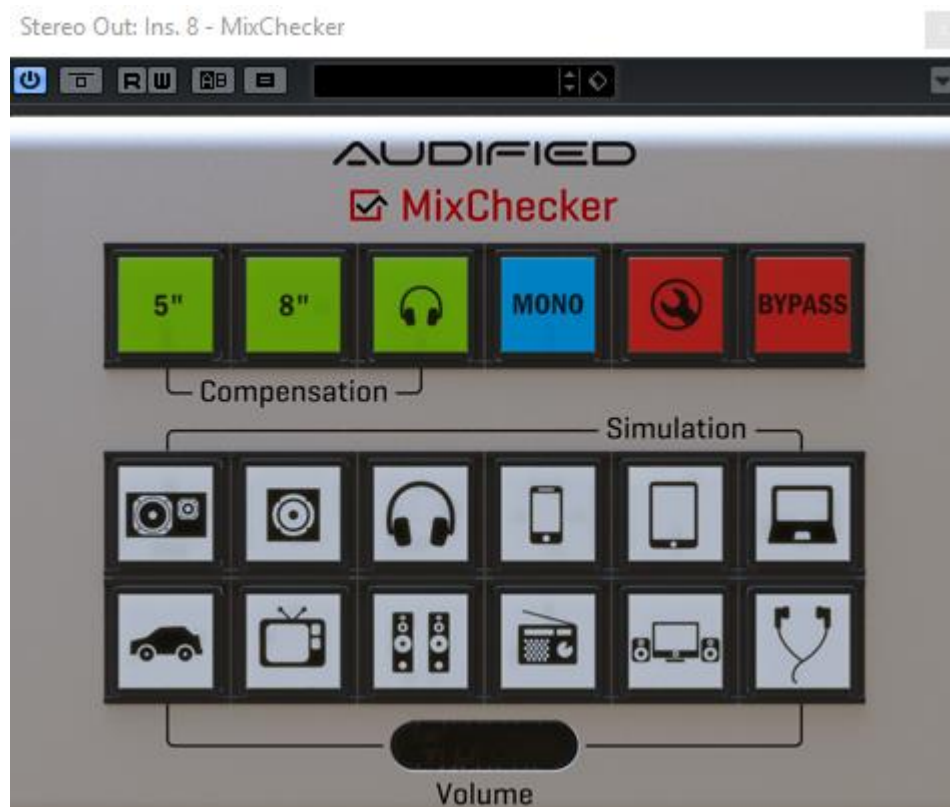 Stereo Out: Ins. 8 - MixChecker
R W A B
AUDIFIED
MixChecker
5" 8" MONO BYPASS
Compensation
Simulation
Volume